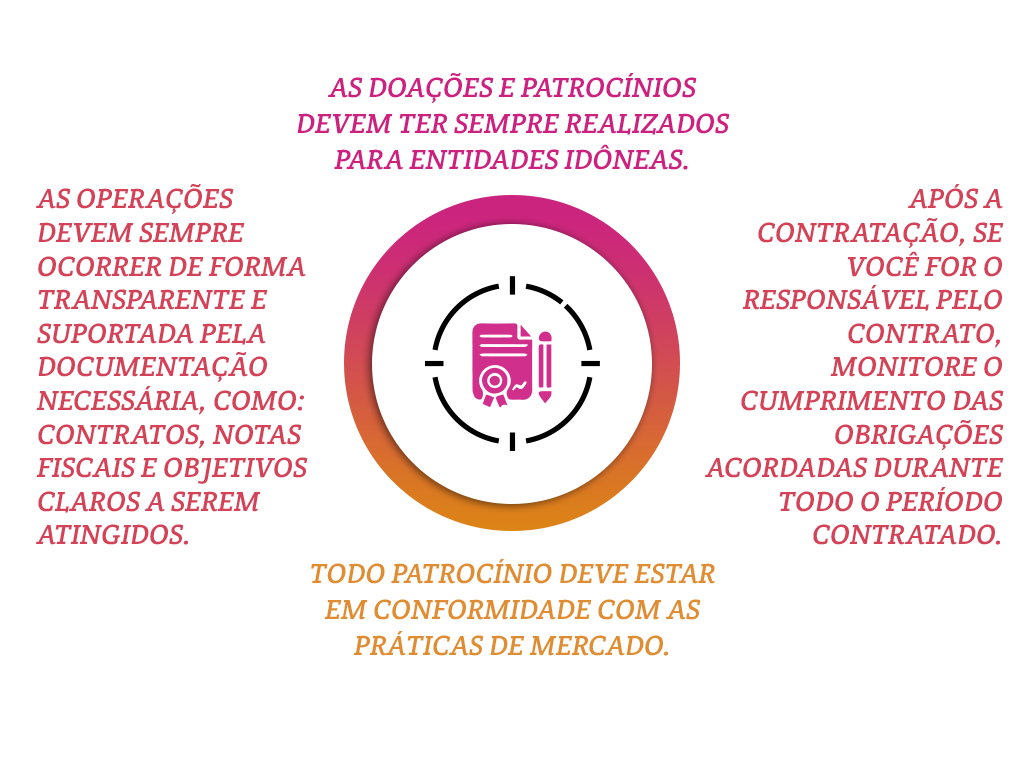 AS DOAÇÕES E PATROCÍNIOS
DEVEM TER SEMPRE REALIZADOS
PARA ENTIDADES IDÔNEAS.
AS OPERAÇÕES
DEVEM SEMPRE
OCORRER DE FORMA
TRANSPARENTE E
SUPORTADA PELA
DOCUMENTAÇÃO
NECESSÁRIA, COMO:
CONTRATOS, NOTAS
FISCAIS E OB'JETIVOS
CLAROS A SEREM
ATINGIDOS.
APÓS A
CONTRATAÇÃO, SE
VOCÊ FOR O
RESPONSÁVEL PELO
CONTRATO,
MONITORE O
CUMPRIMENTO DAS
OBRIGAÇÕES
ACORDADAS DURANTE
TODO O PERÍODO
CONTRATADO.
TODO PATROCÍNIO DEVE ESTAR
EM CONFORMIDADE COM AS
PRÁTICAS DE MERCADO.